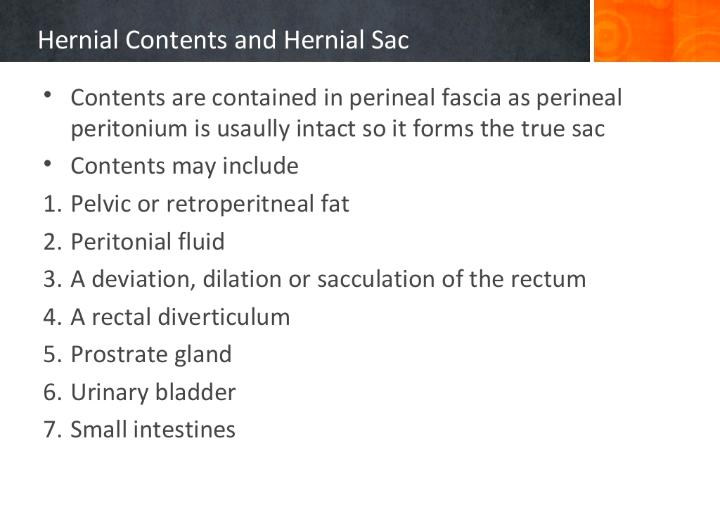 Hernial Contents and Hernial Sac
• Contents are contained in perineal fascia as perineal
peritonium is usaully intact so it forms the true sac
• Contents may include
1. Pelvic or retroperitneal fat
2. Peritonial fluid
3. A deviation, dilation or sacculation of the rectum
4. A rectal diverticulum
5. Prostrate gland
6. Urinary bladder
7. Small intestines